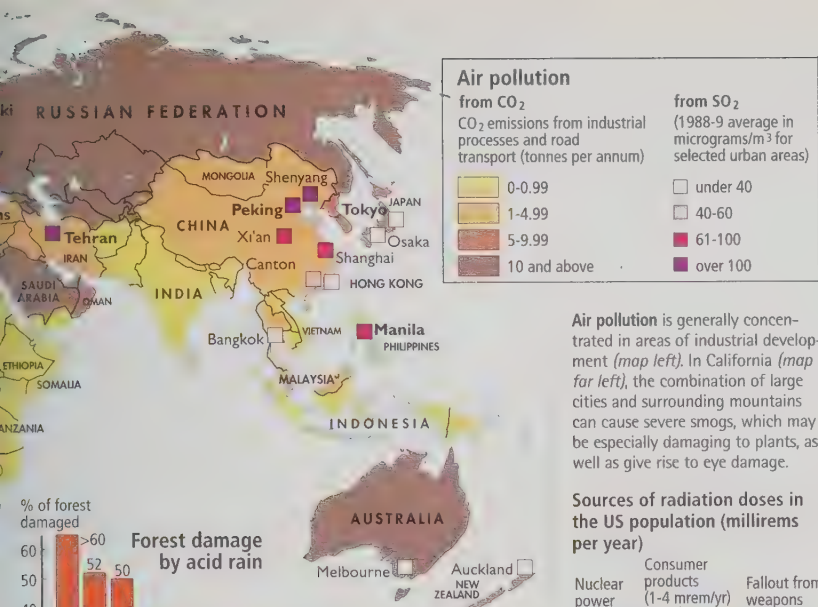 ki RUSSIAN FEDERATION
MONGOLIA Shenyang
Peking
JAPAN
Tokyo
CHINA
Xi'an
Osaka
Tehran
IRAN
Shanghai
Canton
HONG KONG
SAUDI
ARABIA
OMAN
INDIA
Bangkok
VIETNAM
Manila
PHILIPPINES
ETHIOPIA
SOMALIA
MALAYSIA
ANZANIA
INDONESIA
AUSTRALIA
Melbourne
Auckland
NEW
ZEALAND
Air pollution
from CO2
CO2 emissions from industrial
processes and road
transport (tonnes per annum)
0-0.99
1-4.99
5-9.99
10 and above
from SO2
(1988-9 average in
micrograms/m3 for
selected urban areas)
under 40
40-60
61-100
over 100
Air pollution is generally concen-
trated in areas of industrial develop-
ment (map left). In California (map
far left), the combination of large
cities and surrounding mountains
can cause severe smogs, which may
be especially damaging to plants, as
well as give rise to eye damage.
Sources of radiation doses in
the US population (millirems
per year)
Nuclear
power
Consumer
products
(1-4 mrem/yr)
Fallout from
weapons
% of forest
damaged
Forest damage
by acid rain
60
>60
52
50
50